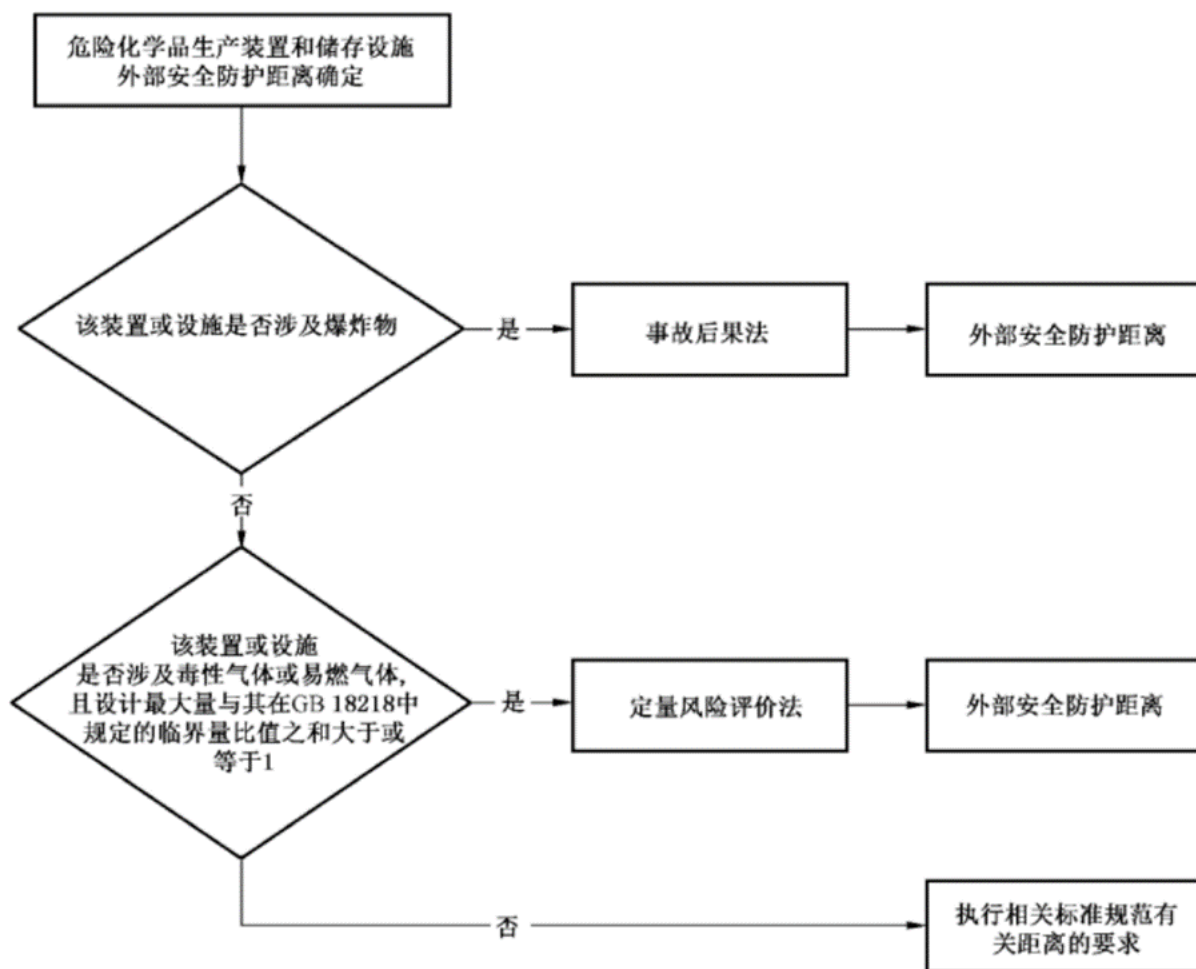 危险化学品生产装置和储存设施
外部安全防护距离确定
该装置或设施是否涉及爆炸物
是
事故后果法
外部安全防护距离
否
该装置或设施
是否涉及毒性气体或易燃气体,
且设计最大量与其在GB 18218中
规定的临界量比值之和大于或
等于1
是
定量风险评价法
外部安全防护距离
否
执行相关标准规范有
关距离的要求